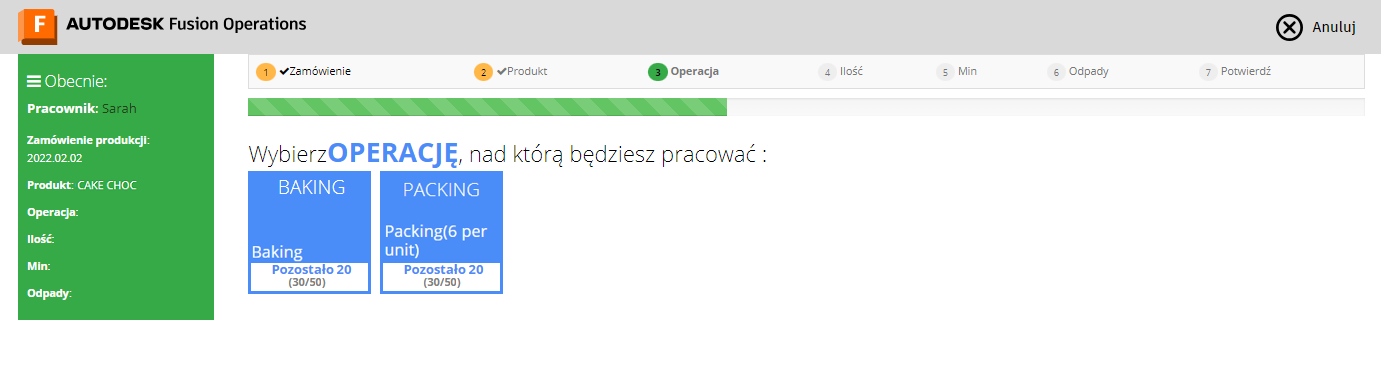 AUTODESK Fusion Operations
Anuluj
Obecnie:
Pracownik: Sarah
Zamówienie produkcji:
2022.02.02
Produkt: CAKE CHOC
Operacja:
Ilość:
Min:
Odpady:
1 Zamówienie 2 Produkt 3 Operacja 4 Ilość 5 Min 6 Odpady 7 Potwierdź
WybierzOPERACJĘ, nad którą będziesz pracować :
BAKING
Baking
Pozostało 20
(30/50)
PACKING
Packing(6 per
unit)
Pozostało 20
(30/50)